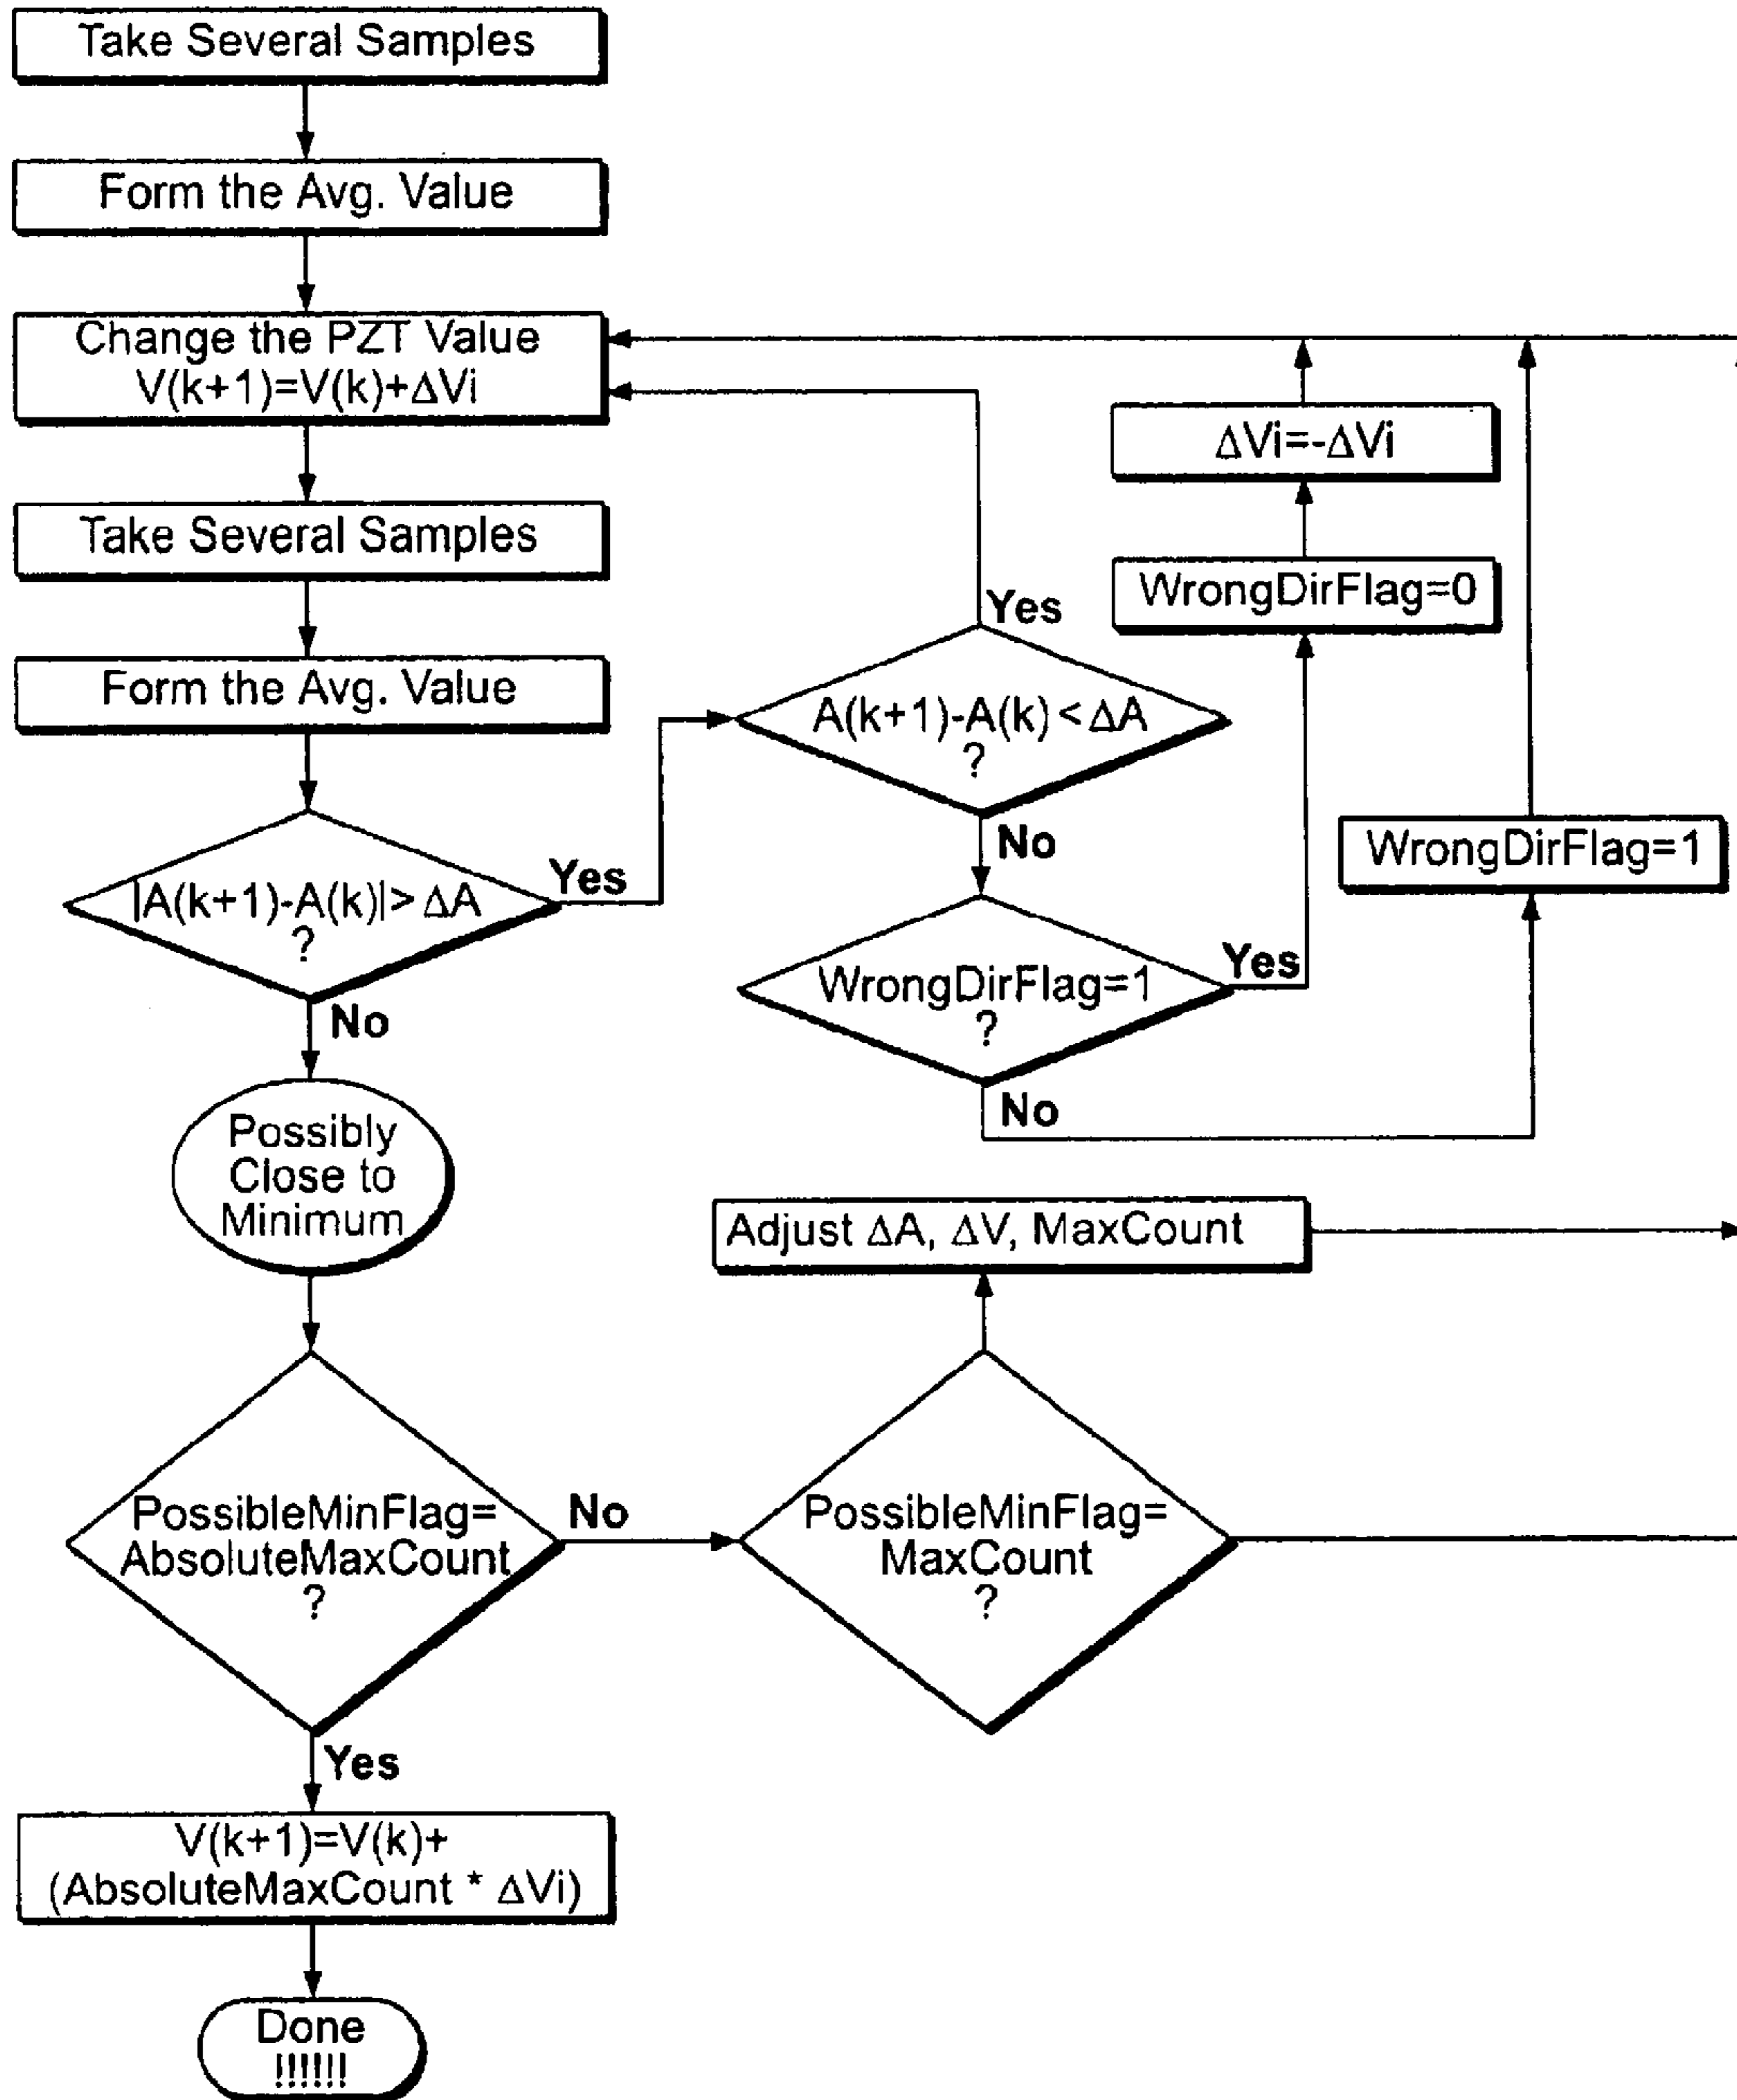 Take Several Samples
Form the Avg. Value
Change the PZT Value
V(k+1)=V(k)+ΔVi
Take Several Samples
Form the Avg. Value
|A(k+1)-A(k)|>ΔA
?
Yes
No
A(k+1)-A(k)<ΔA
?
Yes
No
WrongDirFlag=1
?
Yes
No
WrongDirFlag=0
ΔVi=-ΔVi
WrongDirFlag=1
Possibly
Close to
Minimum
PossibleMinFlag=
AbsoluteMaxCount
?
No
Yes
PossibleMinFlag=
MaxCount
?
Adjust ΔA, ΔV, MaxCount
V(k+1)=V(k)+
(AbsoluteMaxCount * ΔVi)
Done
!!!!!!